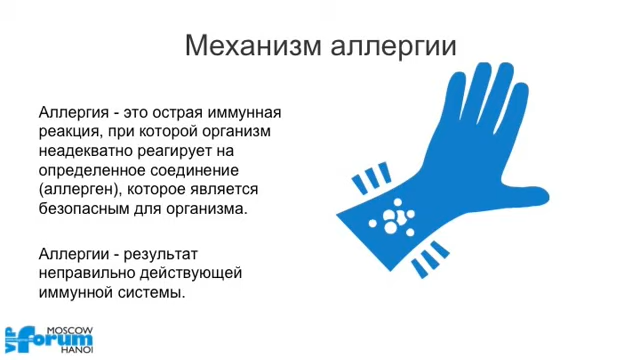 Механизм аллергии
Аллергия - это острая иммунная
реакция, при которой организм
неадекватно реагирует на
определенное соединение
(аллерген), которое является
безопасным для организма.
Аллергии - результат
неправильно действующей
иммунной системы.
VIP
MOSCOW
forum
HANOI